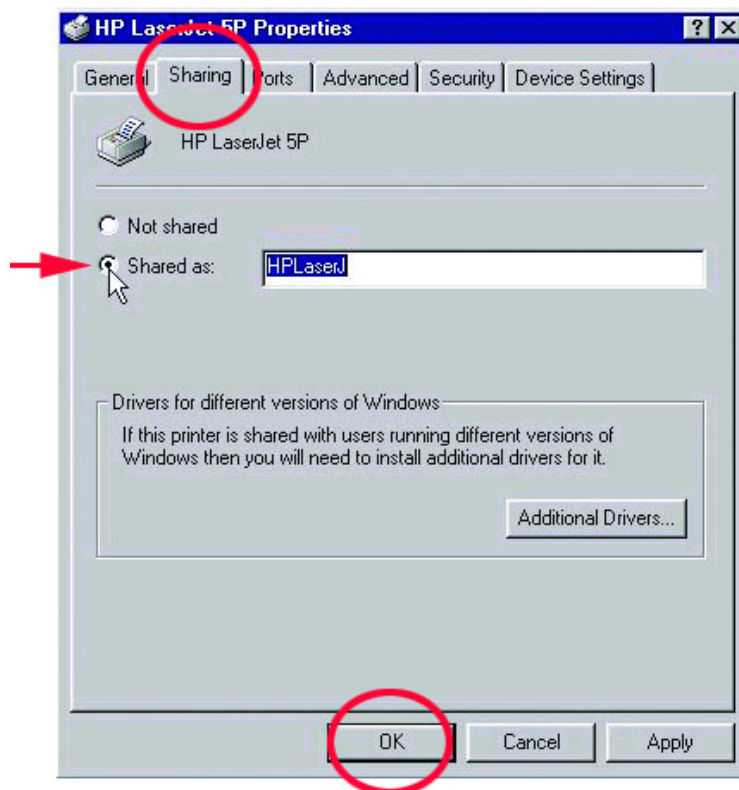 HP LaserJet 5P Properties
General Sharing Ports Advanced Security Device Settings
HP LaserJet 5P
Not shared
Shared as: HPLaserJ
Drivers for different versions of Windows
If this printer is shared with users running different versions of
Windows then you will need to install additional drivers for it.
Additional Drivers...
OK Cancel Apply